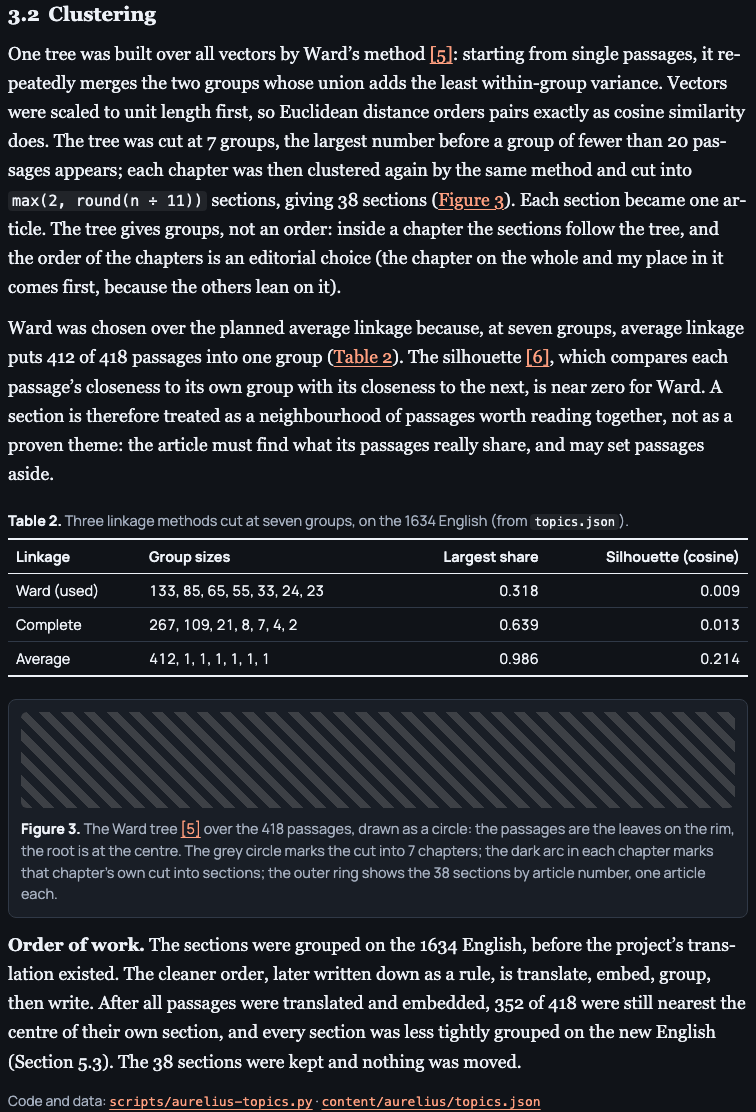 3.2 Clustering
One tree was built over all vectors by Ward's method [5]: starting from single passages, it re-
peatedly merges the two groups whose union adds the least within-group variance. Vectors
were scaled to unit length first, so Euclidean distance orders pairs exactly as cosine similarity
does. The tree was cut at 7 groups, the largest number before a group of fewer than 20 pas-
sages appears; each chapter was then clustered again by the same method and cut into
max(2, round(n ÷ 11)) sections, giving 38 sections (Figure 3). Each section became one ar-
ticle. The tree gives groups, not an order: inside a chapter the sections follow the tree, and
the order of the chapters is an editorial choice (the chapter on the whole and my place in it
comes first, because the others lean on it).
Ward was chosen over the planned average linkage because, at seven groups, average linkage
puts 412 of 418 passages into one group (Table 2). The silhouette [6], which compares each
passage's closeness to its own group with its closeness to the next, is near zero for Ward. A
section is therefore treated as a neighbourhood of passages worth reading together, not as a
proven theme: the article must find what its passages really share, and may set passages
aside.
Table 2. Three linkage methods cut at seven groups, on the 1634 English (from topics.json).
Linkage Group sizes Largest share Silhouette (cosine)
Ward (used) 133, 85, 65, 55, 33, 24, 23 0.318 0.009
Complete 267, 109, 21, 8, 7, 4, 2 0.639 0.013
Average 412, 1, 1, 1, 1, 1, 1 0.986 0.214
Figure 3. The Ward tree [5] over the 418 passages, drawn as a circle: the passages are the leaves on the rim,
the root is at the centre. The grey circle marks the cut into 7 chapters; the dark arc in each chapter marks
that chapter's own cut into sections; the outer ring shows the 38 sections by article number, one article
each.
Order of work. The sections were grouped on the 1634 English, before the project's trans-
lation existed. The cleaner order, later written down as a rule, is translate, embed, group,
then write. After all passages were translated and embedded, 352 of 418 were still nearest the
centre of their own section, and every section was less tightly grouped on the new English
(Section 5.3). The 38 sections were kept and nothing was moved.
Code and data: scripts/aurelius-topics.py · content/aurelius/topics.json